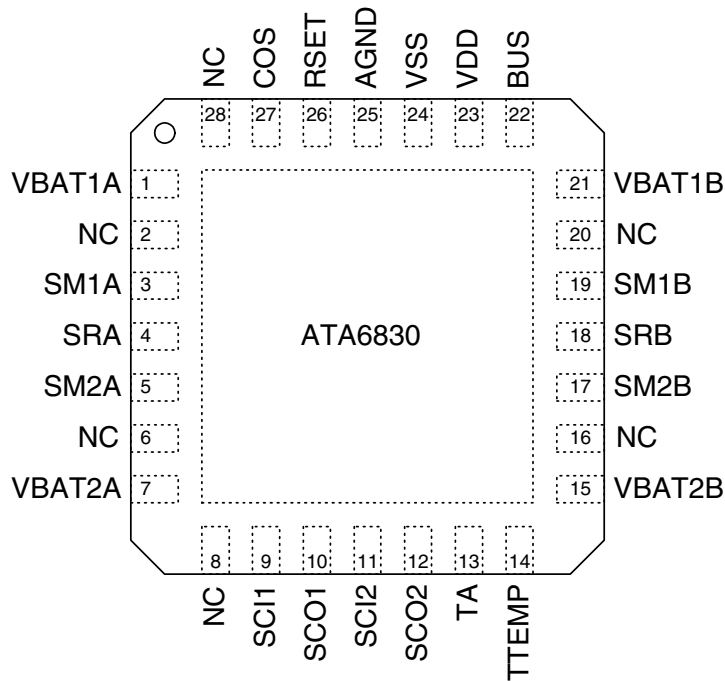 NC COS RSET AGND VSS VDD BUS
28 27 26 25 24 23 22
VBAT1A 1 21 VBAT1B
NC 2 20 NC
SM1A 3 19 SM1B
SRA 4 ATA6830 18 SRB
SM2A 5 17 SM2B
NC 6 16 NC
VBAT2A 7 15 VBAT2B
8 9 10 11 12 13 14
NC SCI1 SCO1 SCI2 SCO2 TA TTEMP